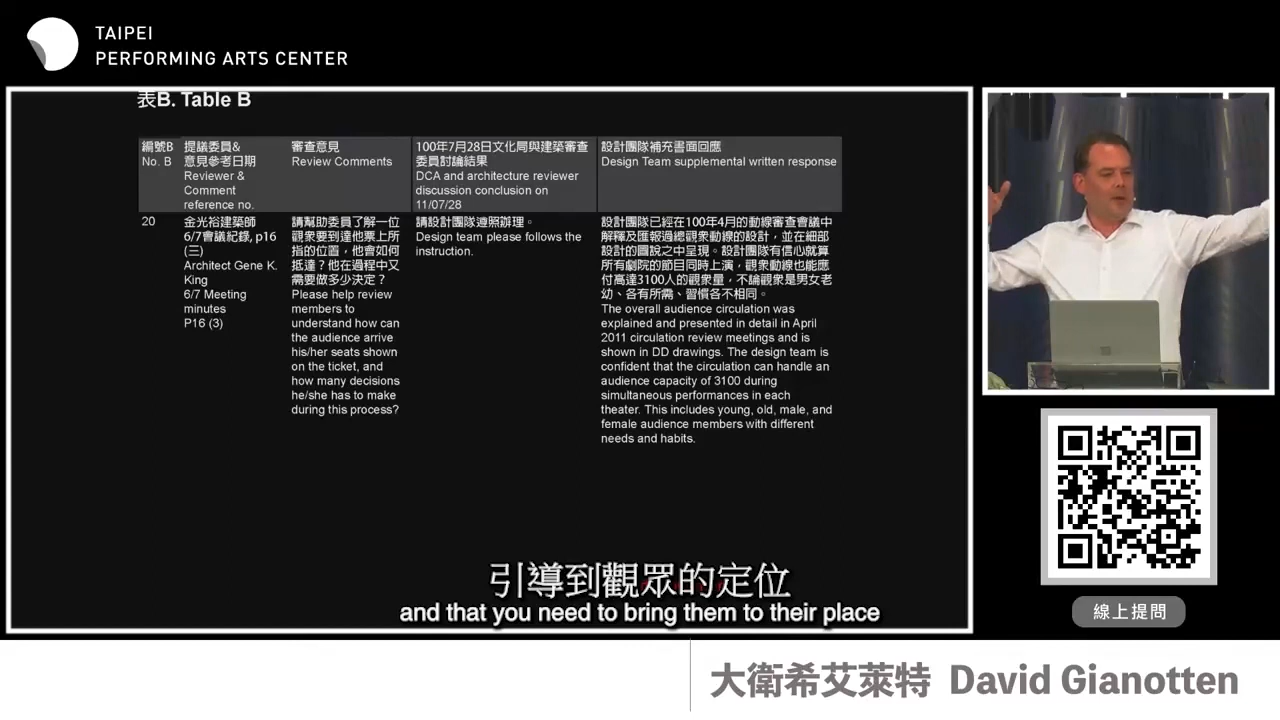 TAIPEI
PERFORMING ARTS CENTER
表B. Table B
編號B
No. B
提議委員&
意見參考日期
Reviewer &
Comment
reference no.
審查意見
Review Comments
100年7月28日文化局與建築審查
委員討論結果
DCA and architecture reviewer
discussion conclusion on
11/07/28
設計團隊補充書面回應
Design Team supplemental written response
20
金光裕建築師
6/7會議紀錄, p16
(三)
Architect Gene K.
King
6/7 Meeting
minutes
P16 (3)
請幫助委員了解一位
觀衆要到達他票上所
指的位置，他會如何
抵達？他在過程中又
需要做多少決定？
Please help review
members to
understand how can
the audience arrive
his/her seats shown
on the ticket, and
how many decisions
he/she has to make
during this process?
請設計團隊遵照辦理。
Design team please follows the
instruction.
設計團隊已經在100年4月的動線審查會議中
解釋及匯報過總觀衆動線的設計，並在細部
設計的圖說之中呈現。設計團隊有信心就算
所有劇院的節目同時上演，觀衆動線也能應
付高達3100人的觀衆量，不論觀衆是男女老
幼、各有所需、習慣各不相同。
The overall audience circulation was
explained and presented in detail in April
2011 circulation review meetings and is
shown in DD drawings. The design team is
confident that the circulation can handle an
audience capacity of 3100 during
simultaneous performances in each
theater. This includes young, old, male, and
female audience members with different
needs and habits.
引導到觀眾的定位
and that you need to bring them to their place
線上提問
大衛希艾萊特 David Gianotten